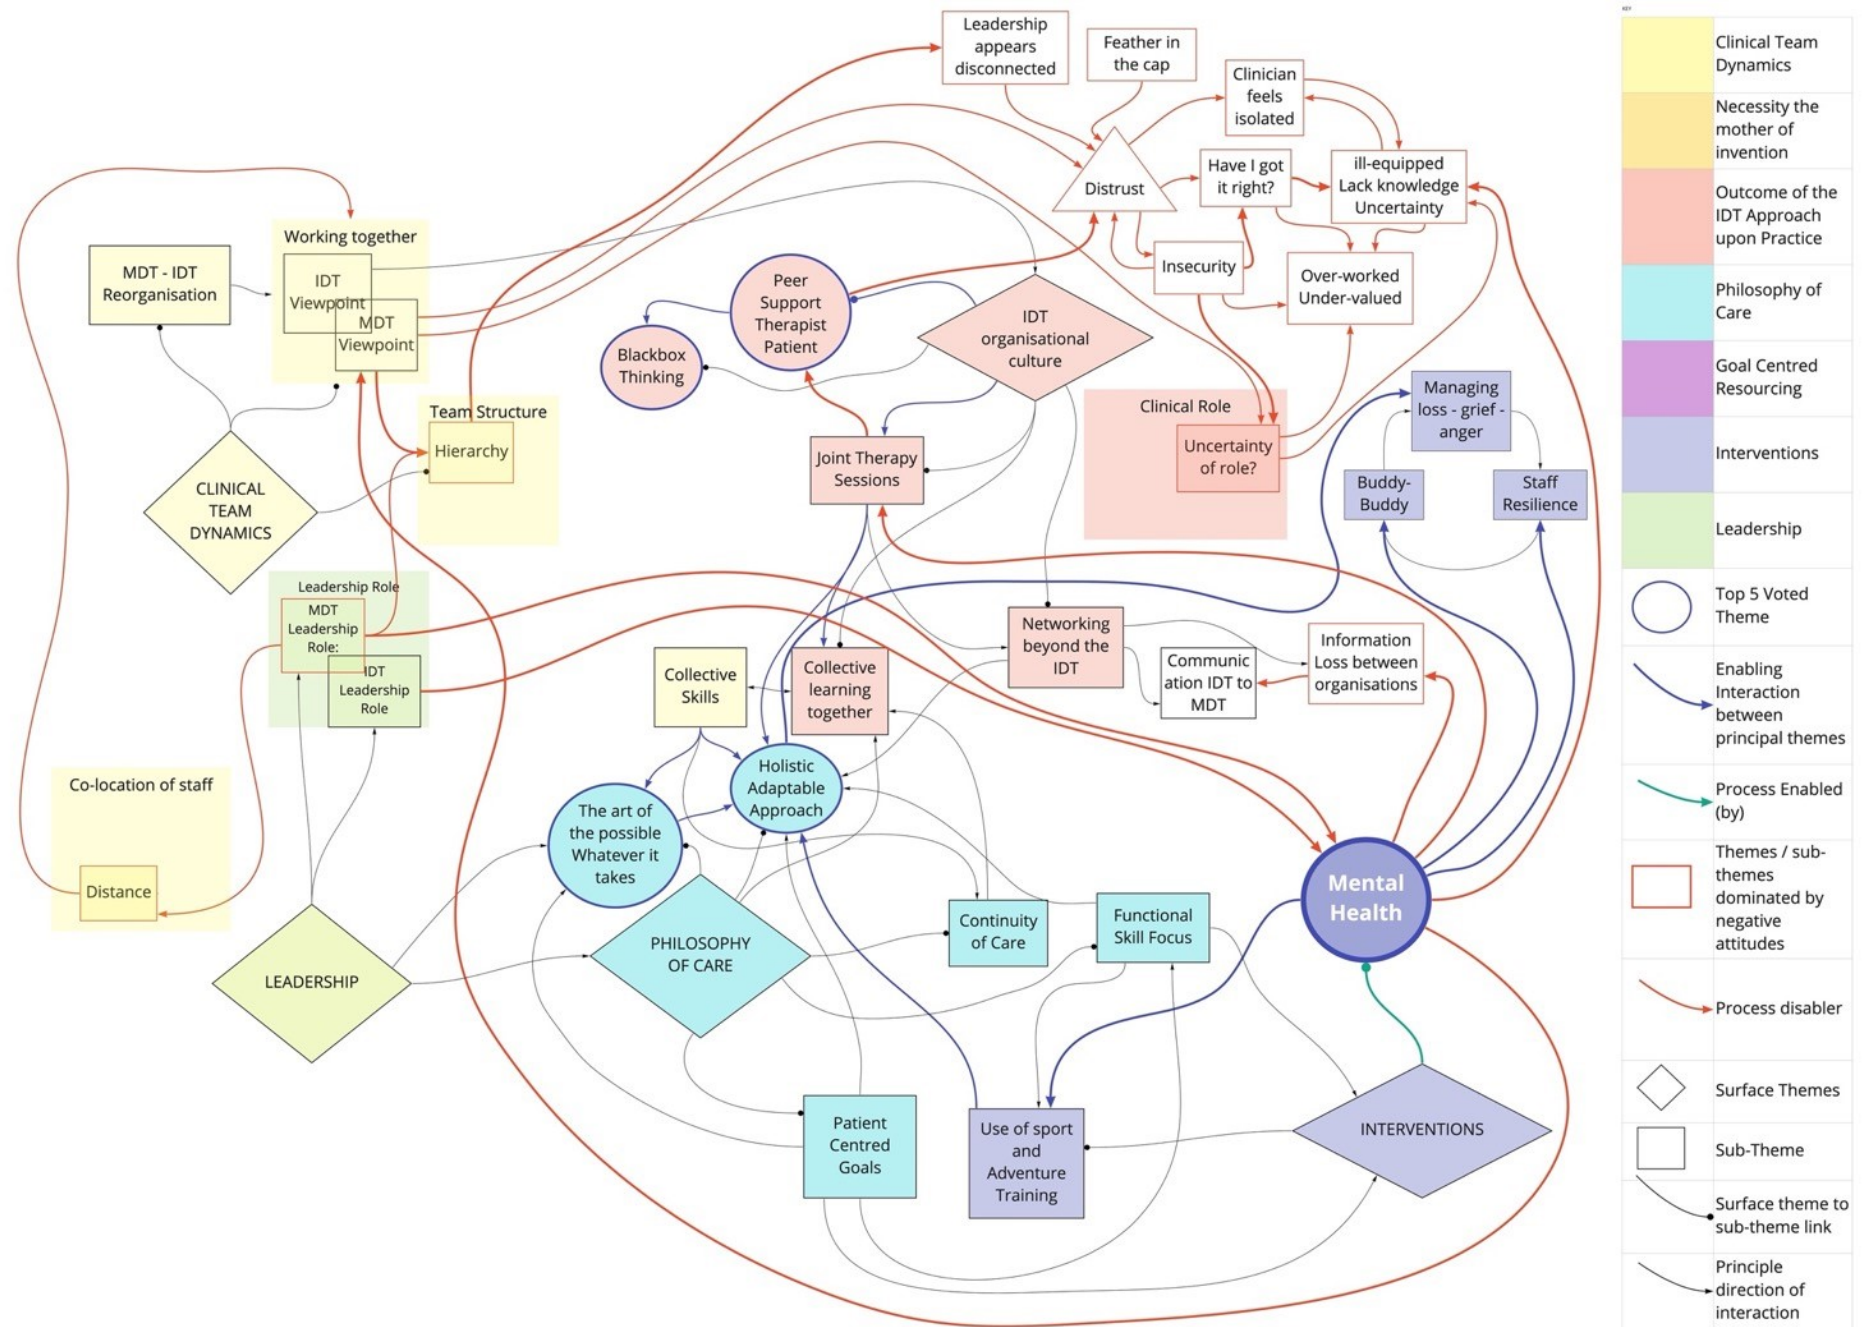 Leadership
appears
disconnected
Feather in
the cap
Clinician
feels
isolated
Distrust
Have I got
it right?
ill-equipped
Lack knowledge
Uncertainty
Insecurity
Over-worked
Under-valued
Working together
IDT
Viewpoint
MDT
Viewpoint
MDT - IDT
Reorganisation
Peer
Support
Therapist
Patient
Blackbox
Thinking
IDT
organisational
culture
Team Structure
Hierarchy
Clinical Role
Uncertainty
of role?
Managing
loss - grief -
anger
Buddy-
Buddy
Staff
Resilience
CLINICAL
TEAM
DYNAMICS
Joint Therapy
Sessions
Leadership Role
MDT
Leadership
Role:
IDT
Leadership
Role
Collective
Skills
Collective
learning
together
Networking
beyond the
IDT
Communic
ation IDT to
MDT
Information
Loss between
organisations
Co-location of staff
Distance
The art of
the possible
Whatever it
takes
Holistic
Adaptable
Approach
Mental
Health
LEADERSHIP
PHILOSOPHY
OF CARE
Continuity
of Care
Functional
Skill Focus
Patient
Centred
Goals
Use of sport
and
Adventure
Training
INTERVENTIONS
KEY
Clinical Team
Dynamics
Necessity the
mother of
invention
Outcome of the
IDT Approach
upon Practice
Philosophy of
Care
Goal Centred
Resourcing
Interventions
Leadership
Top 5 Voted
Theme
Enabling
Interaction
between
principal themes
Process Enabled
(by)
Themes / sub-
themes
dominated by
negative
attitudes
Process disabler
Surface Themes
Sub-Theme
Surface theme to
sub-theme link
Principle
direction of
interaction